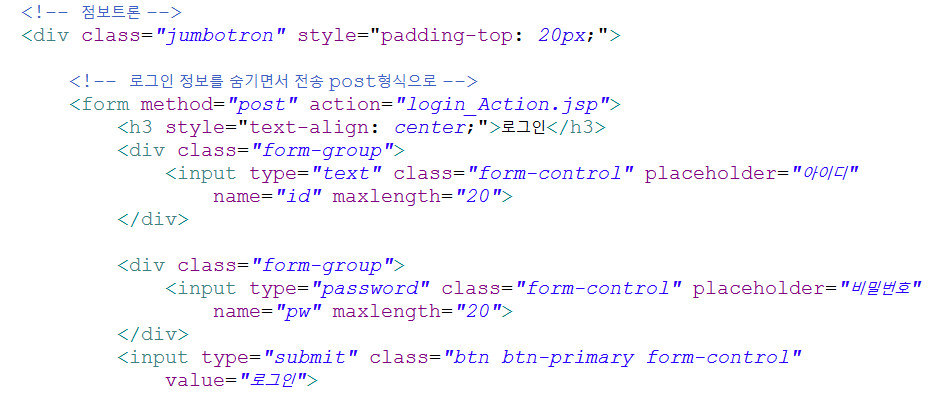 <!-- 점보트론 -->
<div class="jumbotron" style="padding-top: 20px;">
<!-- 로그인 정보를 숨기면서 전송 post형식으로 -->
<form method="post" action="login_Action.jsp">
<h3 style="text-align: center;">로그인</h3>
<div class="form-group">
<input type="text" class="form-control" placeholder="아이디"
name="id" maxlength="20">
</div>
<div class="form-group">
<input type="password" class="form-control" placeholder="비밀번호"
name="pw" maxlength="20">
</div>
<input type="submit" class="btn btn-primary form-control"
value="로그인">